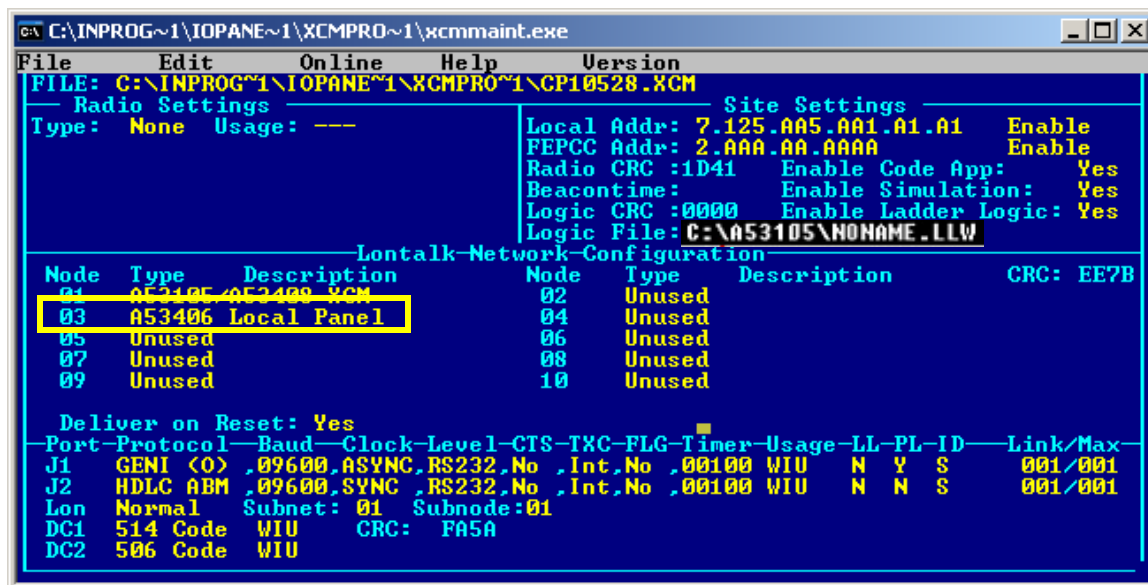 C:\INPROG~1\IOPANE~1\XCMPRO~1\xcmmaint.exe
File Edit Online Help Version
FILE: C:\INPROG~1\IOPANE~1\XCMPRO~1\CP10528.XCM
Radio Settings
Site Settings
Type: None Usage: ---
Local Addr: 7.125.AA5.AA1.A1.A1 Enable
FEPCC Addr: 2.AAA.AA.AAAA Enable
Radio CRC :1D41 Enable Code App: Yes
Beacontime: Enable Simulation: Yes
Logic CRC :0000 Enable Ladder Logic: Yes
Logic File: C:\A53105\NONAME.LLW
Lontalk-Network-Configuration
Node Type Description Node Type Description CRC: EE7B
01 A53105/A53408 XCM 02 Unused
03 A53406 Local Panel 04 Unused
05 Unused 06 Unused
07 Unused 08 Unused
09 Unused 10 Unused
Deliver on Reset: Yes
Port-Protocol-Baud-Clock-Level-CTS-TXC-FLG-Timer-Usage-LL-PL-ID-Link/Max
J1 GENI (O) ,09600,ASYNC,RS232,No ,Int,No ,00100 WIU N Y S 001/001
J2 HDLC ABM ,09600,SYNC ,RS232,No ,Int,No ,00100 WIU N N S 001/001
Lon Normal Subnet: 01 Subnode:01
DC1 514 Code WIU CRC: FA5A
DC2 506 Code WIU